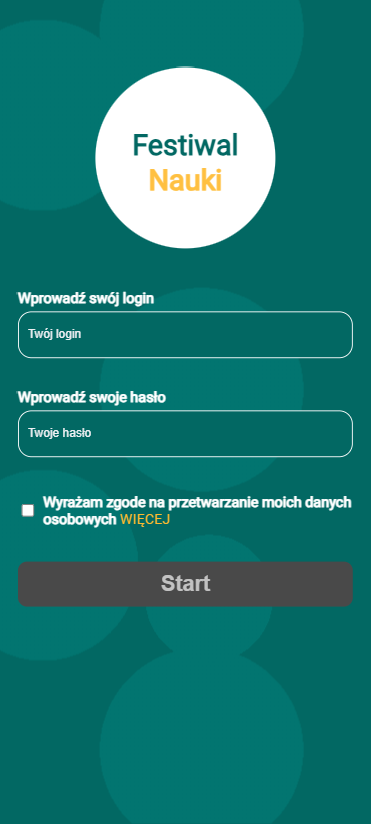 Festiwal
Nauki
Wprowadź swój login
Twój login
Wprowadź swoje hasło
Twoje hasło
Wyrażam zgode na przetwarzanie moich danych
osobowych WIĘCEJ
Start